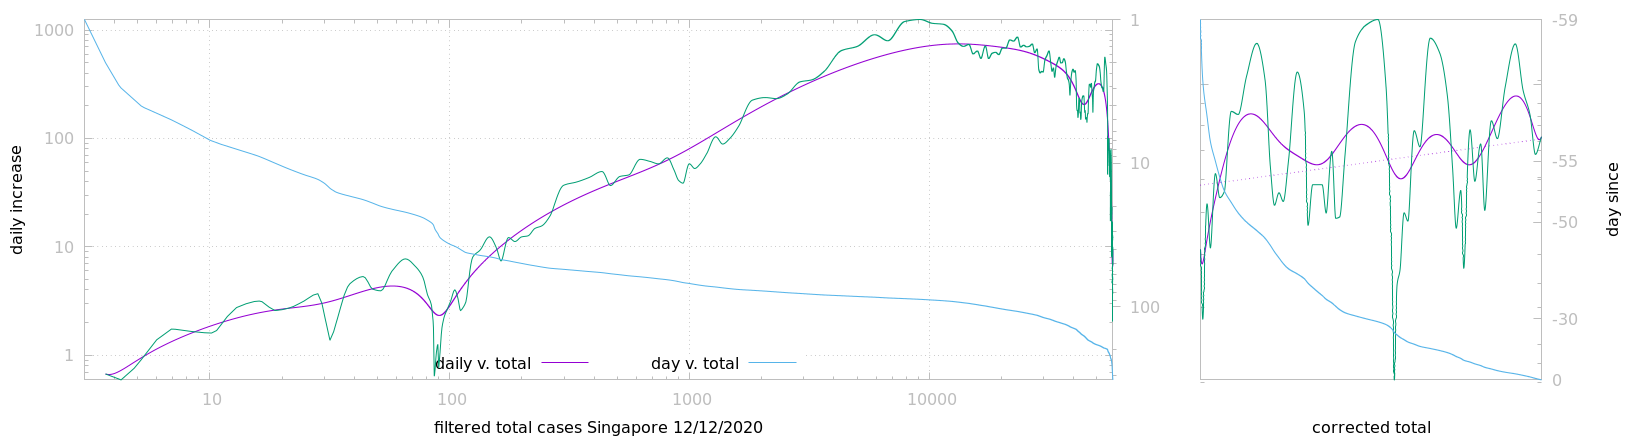 1000
100
10
1
daily increase
10
100
1000
10000
filtered total cases Singapore 12/12/2020
daily v. total
day v. total
1
10
100
-59
-55
-50
-30
0
day since
corrected total